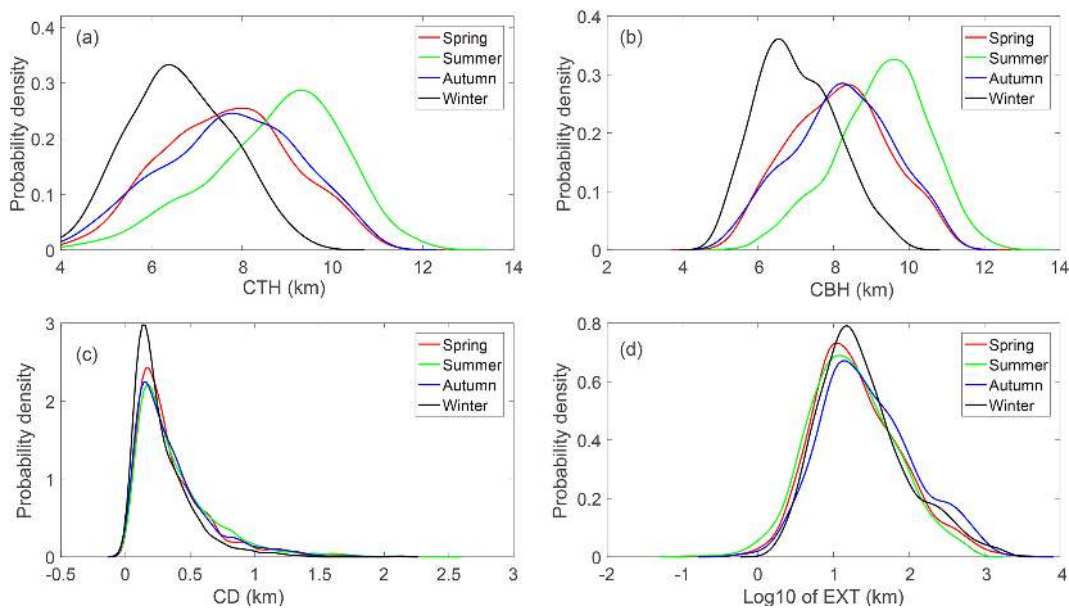 (a)
Probability density
0.4
0.3
0.2
0.1
0
4
6
8
10
12
14
CTH (km)
Spring
Summer
Autumn
Winter
(b)
Probability density
0.4
0.3
0.2
0.1
0
2
4
6
8
10
12
14
CBH (km)
Spring
Summer
Autumn
Winter
(c)
Probability density
3
2
1
0
-0.5
0
0.5
1
1.5
2
2.5
3
CD (km)
Spring
Summer
Autumn
Winter
(d)
Probability density
0.8
0.6
0.4
0.2
0
-2
-1
0
1
2
3
4
Log10 of EXT (km)
Spring
Summer
Autumn
Winter